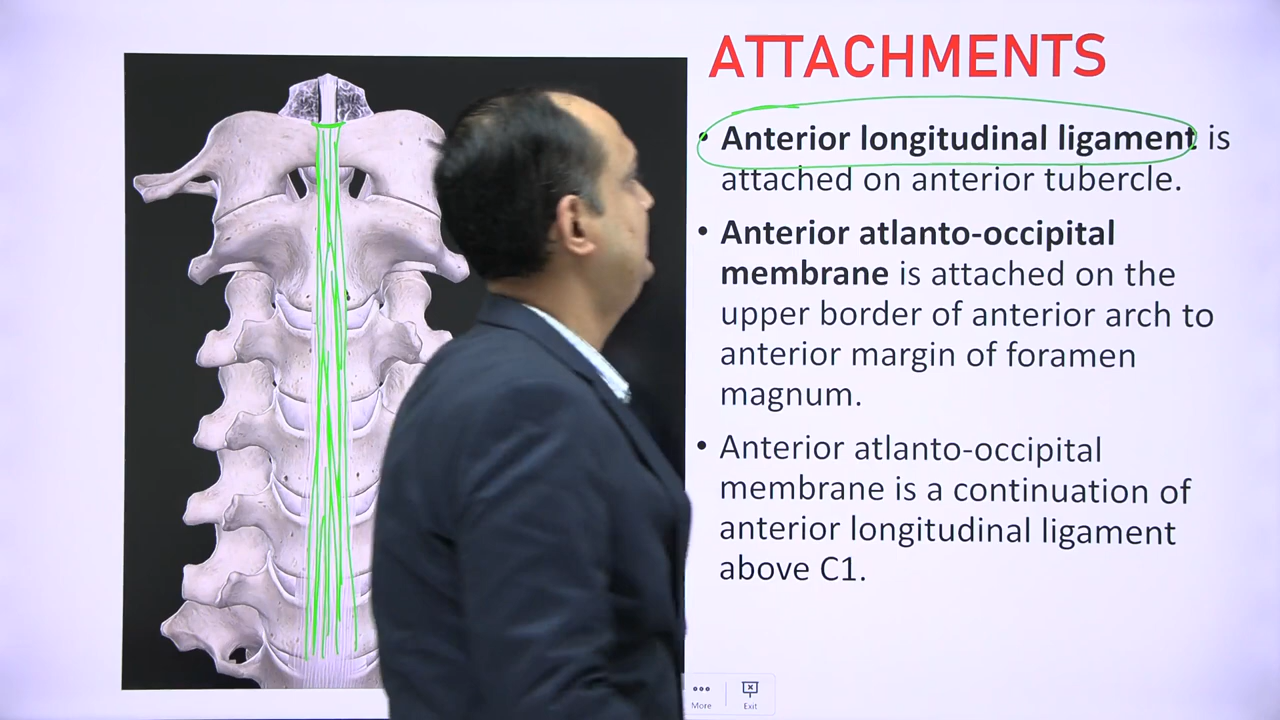 ATTACHMENTS
• Anterior longitudinal ligament is
attached on anterior tubercle.
• Anterior atlanto-occipital
membrane is attached on the
upper border of anterior arch to
anterior margin of foramen
magnum.
• Anterior atlanto-occipital
membrane is a continuation of
anterior longitudinal ligament
above C1.
More
Exit